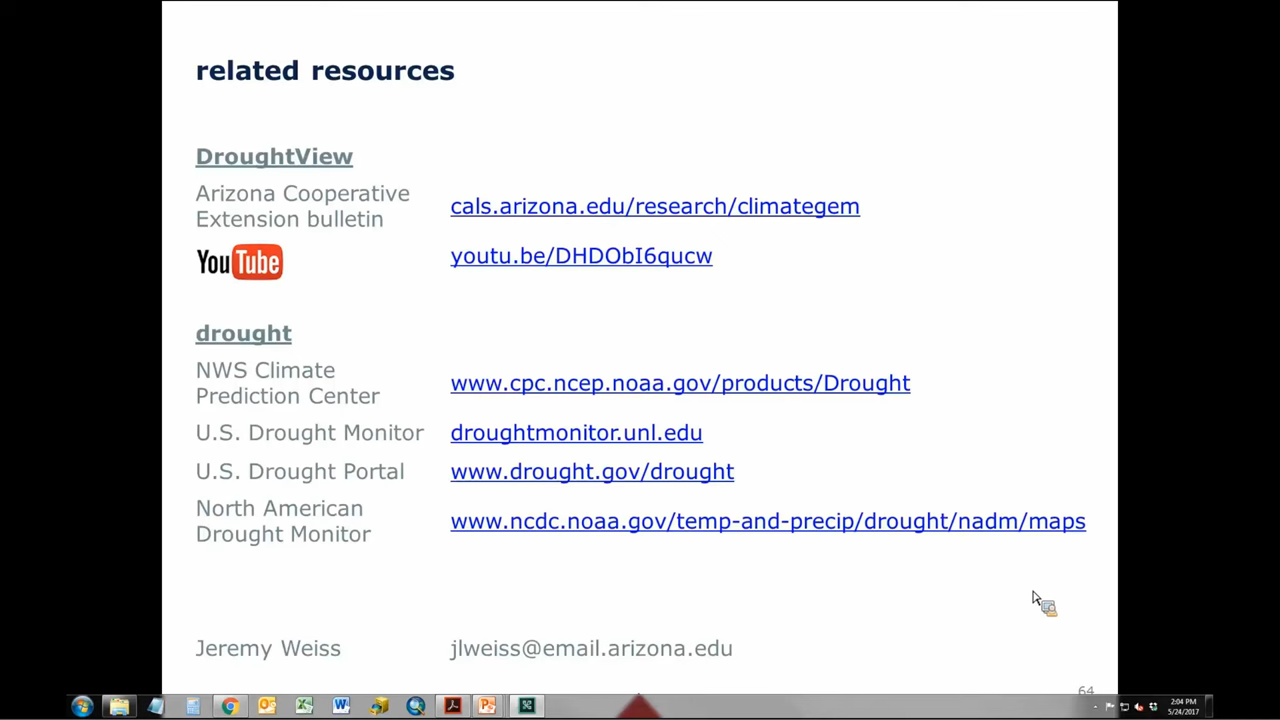 related resources
DroughtView
Arizona Cooperative
Extension bulletin
cals.arizona.edu/research/climategem
YouTube
youtu.be/DHDObI6qucw
drought
NWS Climate
Prediction Center
www.cpc.ncep.noaa.gov/products/Drought
U.S. Drought Monitor
droughtmonitor.unl.edu
U.S. Drought Portal
www.drought.gov/drought
North American
Drought Monitor
www.ncdc.noaa.gov/temp-and-precip/drought/nadm/maps
Jeremy Weiss
jlweiss@email.arizona.edu
64
2:04 PM
5/24/2017